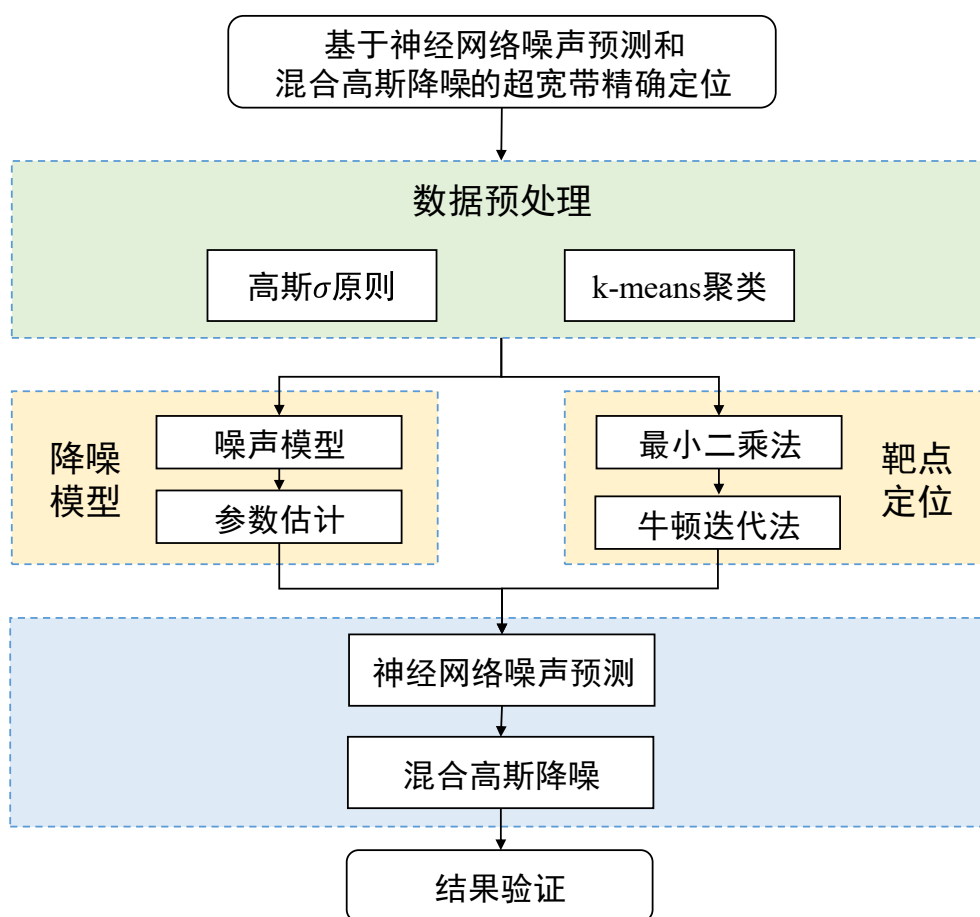 基于神经网络噪声预测和
混合高斯降噪的超宽带精确定位
数据预处理
高斯σ原则
k-means聚类
降噪
模型
噪声模型
参数估计
最小二乘法
牛顿迭代法
靶点
定位
神经网络噪声预测
混合高斯降噪
结果验证